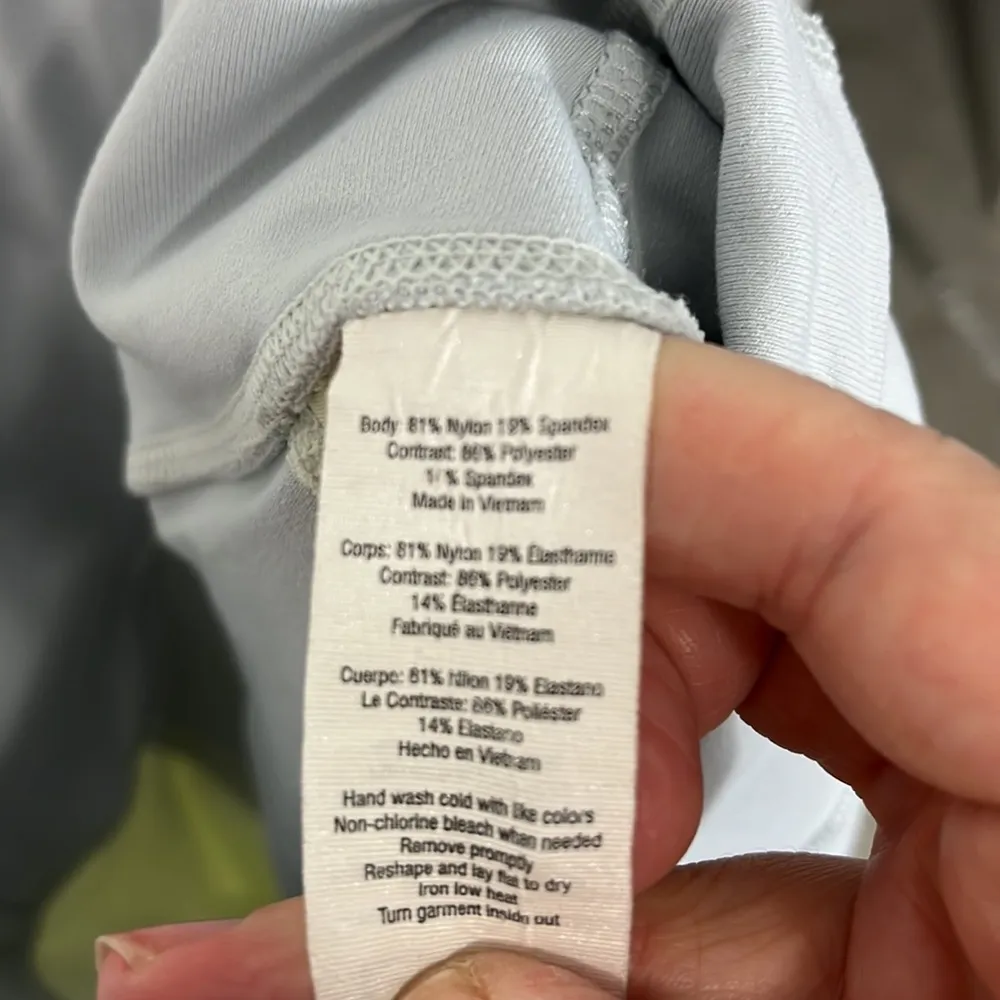 Body: 81% Nylon 19% Spandex
Contrast: 86% Polyester
14% Spandex
Made in Vietnam
Corps: 81% Nylon 19% Élasthanne
Contrast: 86% Polyester
14% Élasthanne
Fabriqué au Vietnam
Cuerpo: 81% Nilon 19% Elastano
Le Contraste: 86% Poliéster
14% Elastano
Hecho en Vietnam
Hand wash cold with like colors
Non-chlorine bleach when needed
Remove promptly
Reshape and lay flat to dry
Iron low heat
Turn garment inside out